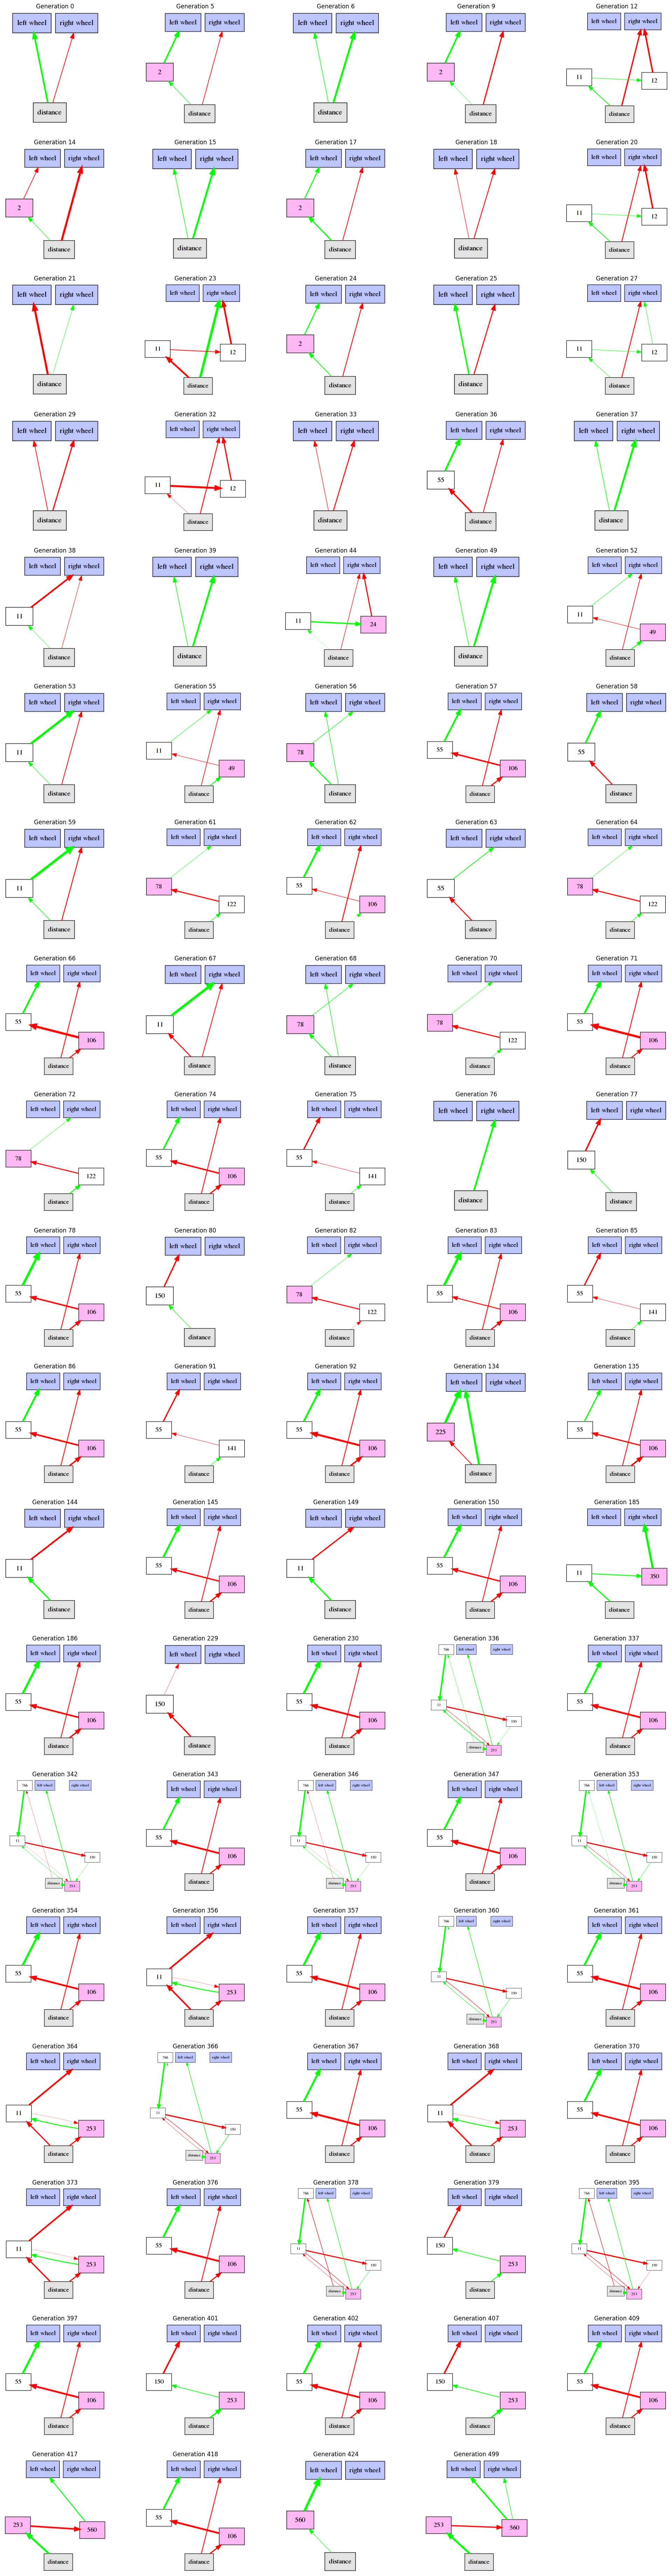 Generation 0
left wheel right wheel
distance
Generation 5
left wheel right wheel
2
distance
Generation 6
left wheel right wheel
distance
Generation 9
left wheel right wheel
2
distance
Generation 12
left wheel right wheel
11
12
distance
Generation 14
left wheel right wheel
2
distance
Generation 15
left wheel right wheel
distance
Generation 17
left wheel right wheel
2
distance
Generation 18
left wheel right wheel
distance
Generation 20
left wheel right wheel
11
12
distance
Generation 21
left wheel right wheel
distance
Generation 23
left wheel right wheel
11
12
distance
Generation 24
left wheel right wheel
2
distance
Generation 25
left wheel right wheel
distance
Generation 27
left wheel right wheel
11
12
distance
Generation 29
left wheel right wheel
distance
Generation 32
left wheel right wheel
11
12
distance
Generation 33
left wheel right wheel
distance
Generation 36
left wheel right wheel
55
distance
Generation 37
left wheel right wheel
distance
Generation 38
left wheel right wheel
11
distance
Generation 39
left wheel right wheel
distance
Generation 44
left wheel right wheel
11
24
distance
Generation 49
left wheel right wheel
distance
Generation 52
left wheel right wheel
11
49
distance
Generation 53
left wheel right wheel
11
distance
Generation 55
left wheel right wheel
11
49
distance
Generation 56
left wheel right wheel
78
distance
Generation 57
left wheel right wheel
55
106
distance
Generation 58
left wheel right wheel
55
distance
Generation 59
left wheel right wheel
11
distance
Generation 61
left wheel right wheel
78
122
distance
Generation 62
left wheel right wheel
55
106
distance
Generation 63
left wheel right wheel
55
distance
Generation 64
left wheel right wheel
78
122
distance
Generation 66
left wheel right wheel
55
106
distance
Generation 67
left wheel right wheel
11
distance
Generation 68
left wheel right wheel
78
distance
Generation 70
left wheel right wheel
78
122
distance
Generation 71
left wheel right wheel
55
106
distance
Generation 72
left wheel right wheel
78
122
distance
Generation 74
left wheel right wheel
55
106
distance
Generation 75
left wheel right wheel
55
141
distance
Generation 76
left wheel right wheel
distance
Generation 77
left wheel right wheel
150
distance
Generation 78
left wheel right wheel
55
106
distance
Generation 80
left wheel right wheel
150
distance
Generation 82
left wheel right wheel
78
122
distance
Generation 83
left wheel right wheel
55
106
distance
Generation 85
left wheel right wheel
55
141
distance
Generation 86
left wheel right wheel
55
106
distance
Generation 91
left wheel right wheel
55
141
distance
Generation 92
left wheel right wheel
55
106
distance
Generation 134
left wheel right wheel
225
distance
Generation 135
left wheel right wheel
55
106
distance
Generation 144
left wheel right wheel
11
distance
Generation 145
left wheel right wheel
55
106
distance
Generation 149
left wheel right wheel
11
distance
Generation 150
left wheel right wheel
55
106
distance
Generation 185
left wheel right wheel
11
350
distance
Generation 186
left wheel right wheel
55
106
distance
Generation 229
left wheel right wheel
150
distance
Generation 230
left wheel right wheel
55
106
distance
Generation 336
left wheel right wheel
11
150
distance 253
Generation 337
left wheel right wheel
55
106
distance
Generation 342
left wheel right wheel
11
150
distance 253
Generation 343
left wheel right wheel
55
106
distance
Generation 346
left wheel right wheel
11
150
distance 253
Generation 347
left wheel right wheel
55
106
distance
Generation 353
left wheel right wheel
11
150
distance 253
Generation 354
left wheel right wheel
55
106
distance
Generation 356
left wheel right wheel
11
253
distance
Generation 357
left wheel right wheel
55
106
distance
Generation 360
left wheel right wheel
11
150
distance 253
Generation 361
left wheel right wheel
55
106
distance
Generation 364
left wheel right wheel
11
253
distance
Generation 366
left wheel right wheel
11
150
distance 253
Generation 367
left wheel right wheel
55
106
distance
Generation 368
left wheel right wheel
11
253
distance
Generation 370
left wheel right wheel
55
106
distance
Generation 373
left wheel right wheel
11
253
distance
Generation 376
left wheel right wheel
55
106
distance
Generation 378
left wheel right wheel
11
150
distance 253
Generation 379
left wheel right wheel
150
253
distance
Generation 395
left wheel right wheel
11
150
distance 253
Generation 397
left wheel right wheel
55
106
distance
Generation 401
left wheel right wheel
150
253
distance
Generation 402
left wheel right wheel
55
106
distance
Generation 407
left wheel right wheel
150
253
distance
Generation 409
left wheel right wheel
55
106
distance
Generation 417
left wheel right wheel
253
560
distance
Generation 418
left wheel right wheel
55
106
distance
Generation 424
left wheel right wheel
560
distance
Generation 499
left wheel right wheel
253
560
distance